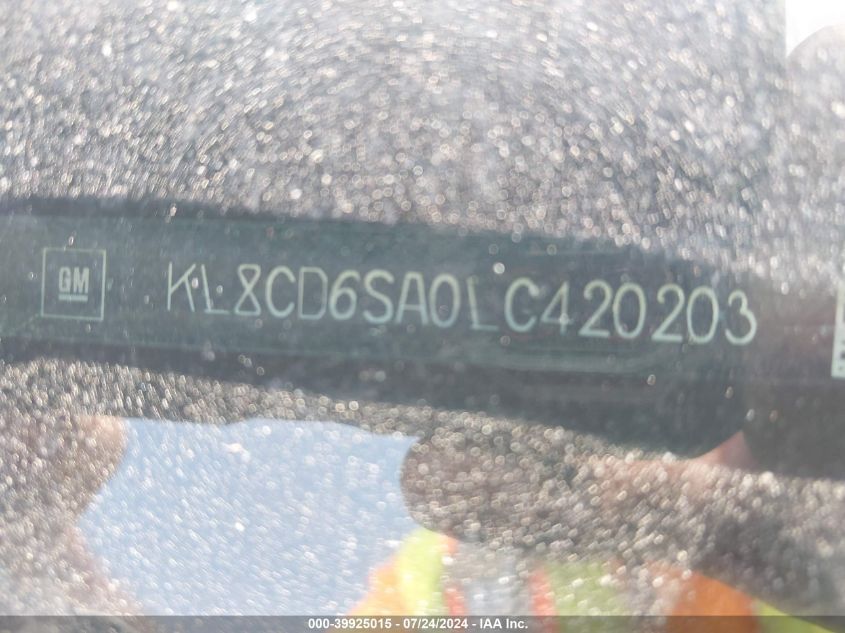 GM KL8CD6SA0LC420203
000-39925015 - 07/24/2024 - IAA Inc.